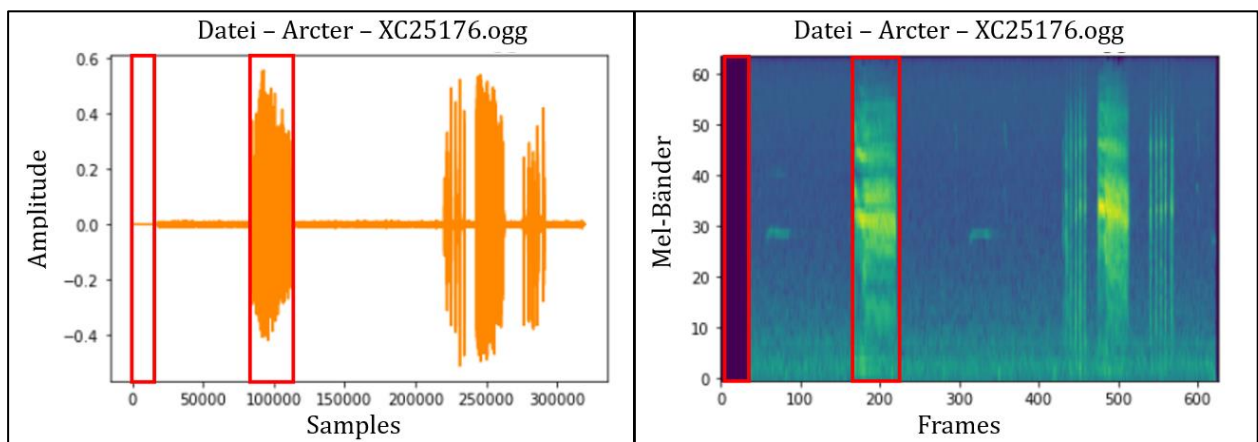 Datei – Arcter – XC25176.ogg
Amplitude
0.6
0.4
0.2
0.0
−0.2
−0.4
0 50000 100000 150000 200000 250000 300000
Samples
Datei – Arcter – XC25176.ogg
Mel-Bänder
60
50
40
30
20
10
0
0 100 200 300 400 500 600
Frames